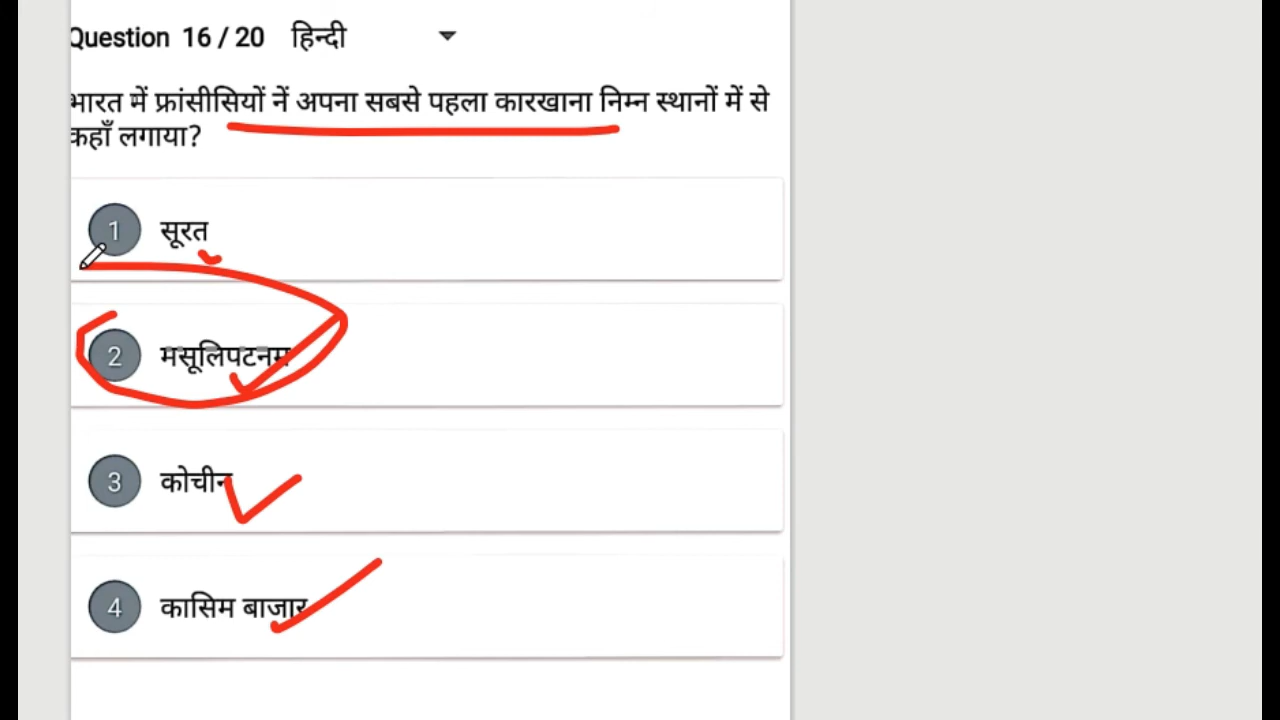 Question 16 / 20 हिन्दी
भारत में फ्रांसीसियों नें अपना सबसे पहला कारखाना निम्न स्थानों में से
कहाँ लगाया?
1 सूरत
2 मसूलिपटनम
3 कोचीन
4 कासिम बाजार